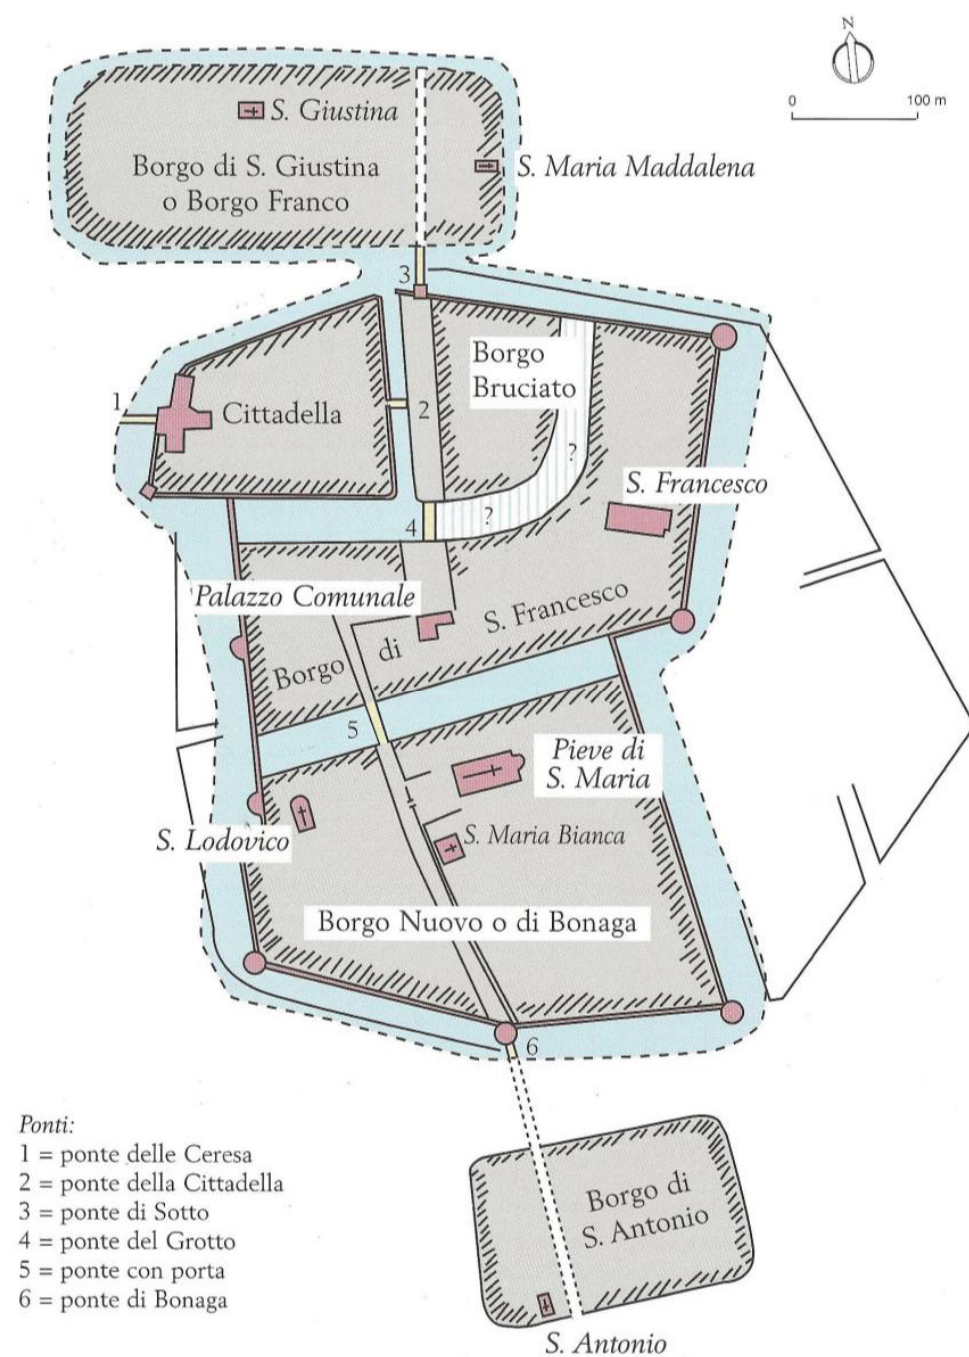 N
0 100 m
S. Giustina
Borgo di S. Giustina
o Borgo Franco
S. Maria Maddalena
3
Borgo
Bruciato
1
Cittadella
2
?
S. Francesco
4
?
Palazzo Comunale
Borgo di S. Francesco
5
Pieve di
S. Maria
S. Lodovico
S. Maria Bianca
Borgo Nuovo o di Bonaga
6
Ponti:
1 = ponte delle Ceresa
2 = ponte della Cittadella
3 = ponte di Sotto
4 = ponte del Grotto
5 = ponte con porta
6 = ponte di Bonaga
Borgo di
S. Antonio
S. Antonio